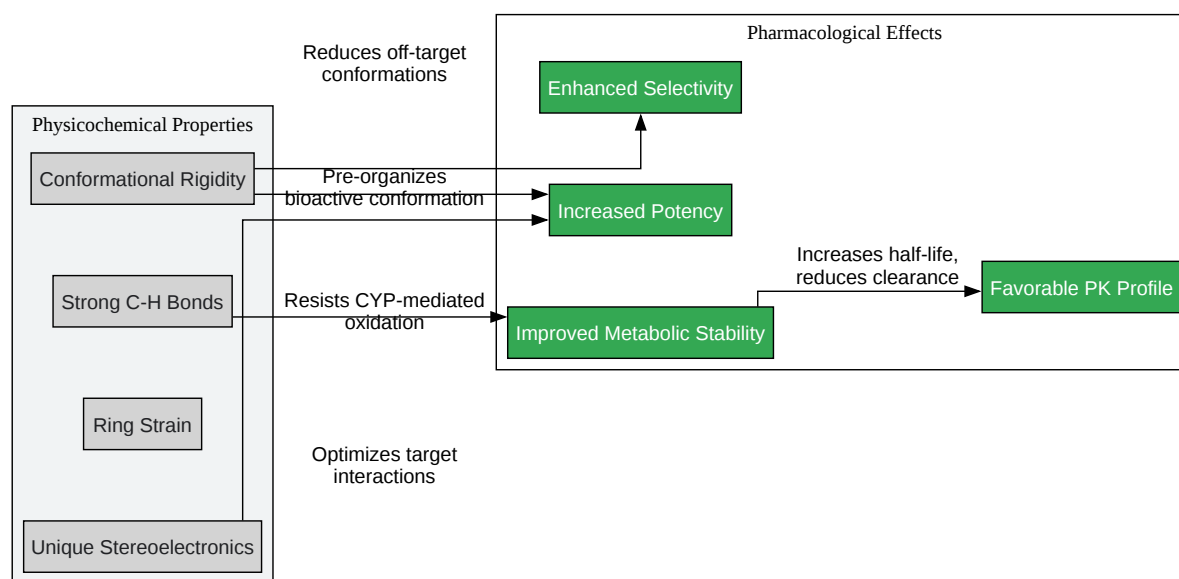 Physicochemical Properties
Conformational Rigidity
Strong C-H Bonds
Ring Strain
Unique Stereoelectronics
Reduces off-target
conformations
Pre-organizes
bioactive conformation
Resists CYP-mediated
oxidation
Optimizes target
interactions
Pharmacological Effects
Enhanced Selectivity
Increased Potency
Improved Metabolic Stability
Increases half-life,
reduces clearance
Favorable PK Profile